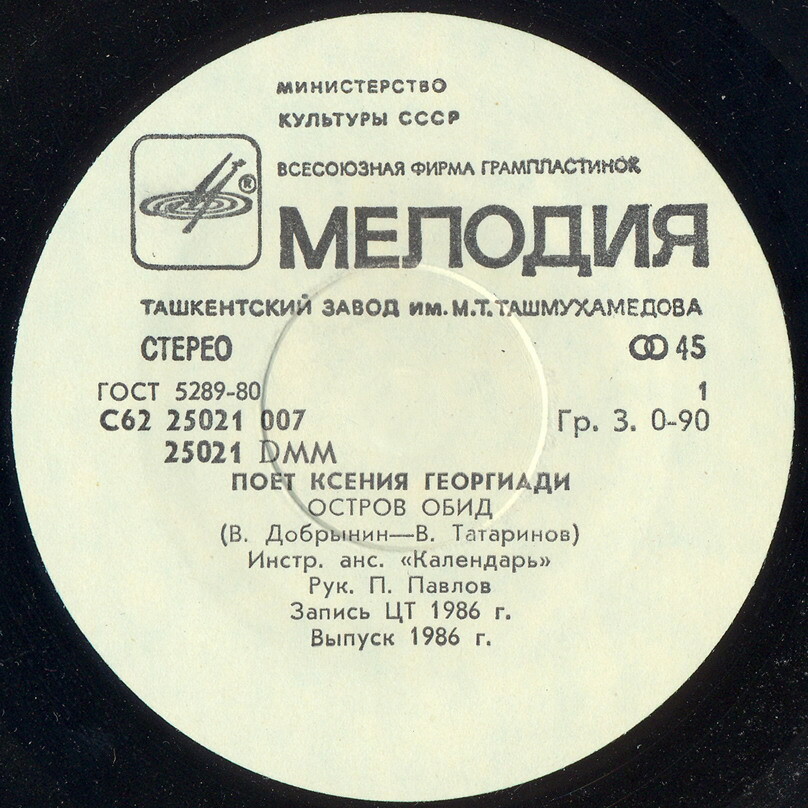 МИНИСТЕРСТВО
КУЛЬТУРЫ СССР
ВСЕСОЮЗНАЯ ФИРМА ГРАМПЛАСТИНОК
®
МЕЛОДИЯ
ТАШКЕНТСКИЙ ЗАВОД им. М.Т. ТАШМУХАМЕДОВА
СТЕРЕО 45
ГОСТ 5289-80 1
С62 25021 007 Гр. 3. 0-90
25021 DMM
ПОЕТ КСЕНИЯ ГЕОРГИАДИ
ОСТРОВ ОБИД
(В. Добрынин—В. Татаринов)
Инстр. анс. «Календарь»
Рук. П. Павлов
Запись ЦТ 1986 г.
Выпуск 1986 г.